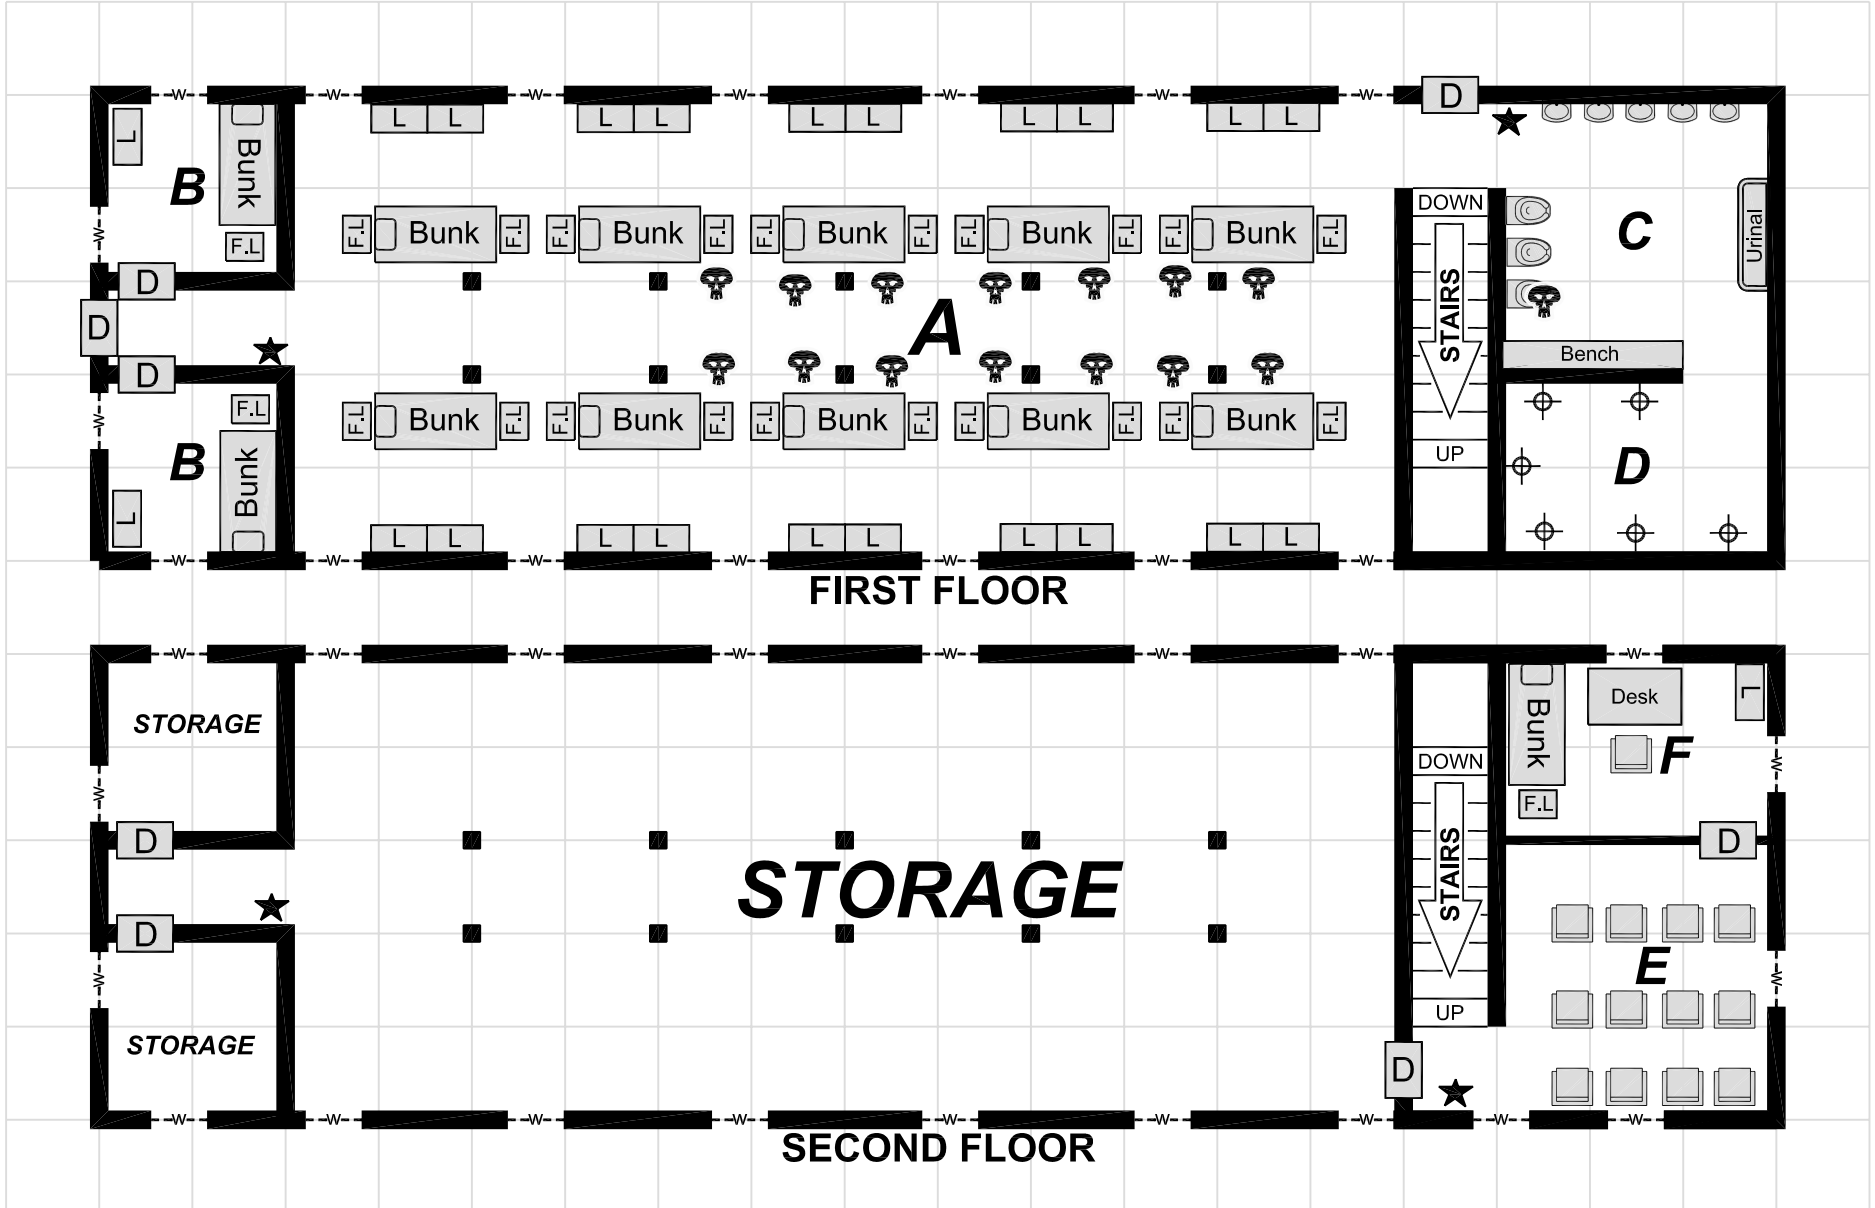 W W W W W W W D
L L L L L L L L L L L
B Bunk F.L
F.L Bunk F.L F.L Bunk F.L F.L Bunk F.L F.L Bunk F.L F.L Bunk F.L
DOWN
STAIRS
UP
C Urinal
W
D
D
D
A
Bench
W
B F.L Bunk
F.L Bunk F.L F.L Bunk F.L F.L Bunk F.L F.L Bunk F.L F.L Bunk F.L
D
L L L L L L L L L L L
W W W W W W W
FIRST FLOOR
W W W W W W W W
STORAGE
Bunk Desk L
F.L
F
DOWN
STAIRS
UP
W W
D D
STORAGE
D
W W
E
STORAGE
D
W W W W W W W W W
SECOND FLOOR